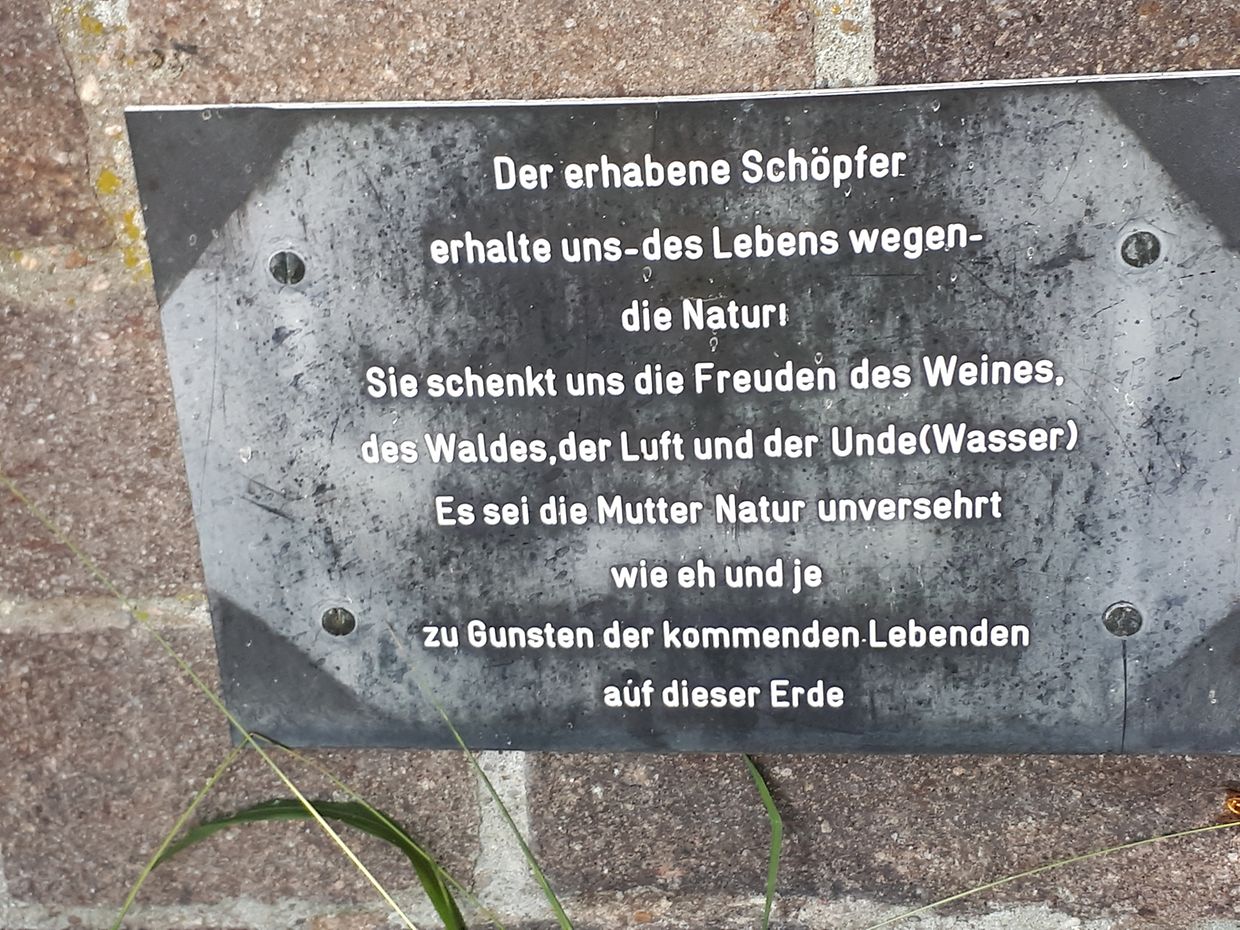 Der erhabene Schöpfer
erhalte uns-des Lebens wegen-
die Natur!
Sie schenkt uns die Freuden des Weines,
des Waldes,der Luft und der Unde(Wasser)
Es sei die Mutter Natur unversehrt
wie eh und je
zu Gunsten der kommenden Lebenden
auf dieser Erde